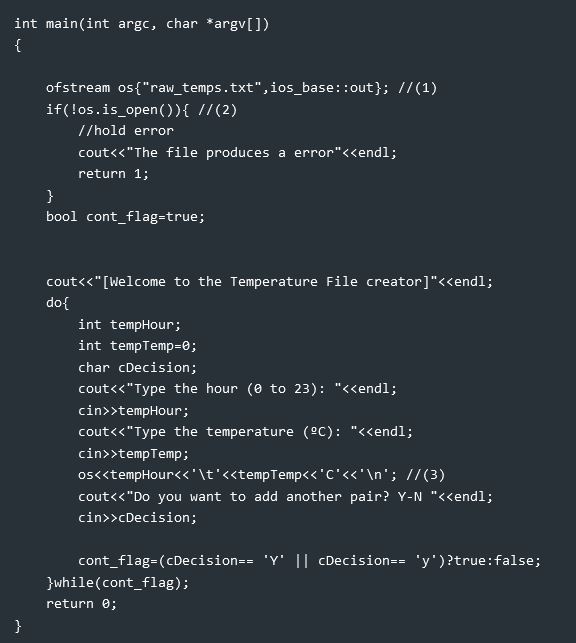 int main(int argc, char *argv[])
{
    ofstream os{"raw_temps.txt",ios_base::out}; //(1)
    if(!os.is_open()){ //(2)
        //hold error
        cout<<"The file produces a error"<<endl;
        return 1;
    }
    bool cont_flag=true;
    cout<<"[Welcome to the Temperature File creator]"<<endl;
    do{
        int tempHour;
        int tempTemp=0;
        char cDecision;
        cout<<"Type the hour (0 to 23): "<<endl;
        cin>>tempHour;
        cout<<"Type the temperature (ºC): "<<endl;
        cin>>tempTemp;
        os<<tempHour<<'\t'<<tempTemp<<'C'<<'\n'; //(3)
        cout<<"Do you want to add another pair? Y-N "<<endl;
        cin>>cDecision;
        cont_flag=(cDecision== 'Y' || cDecision== 'y')?true:false;
    }while(cont_flag);
    return 0;
}